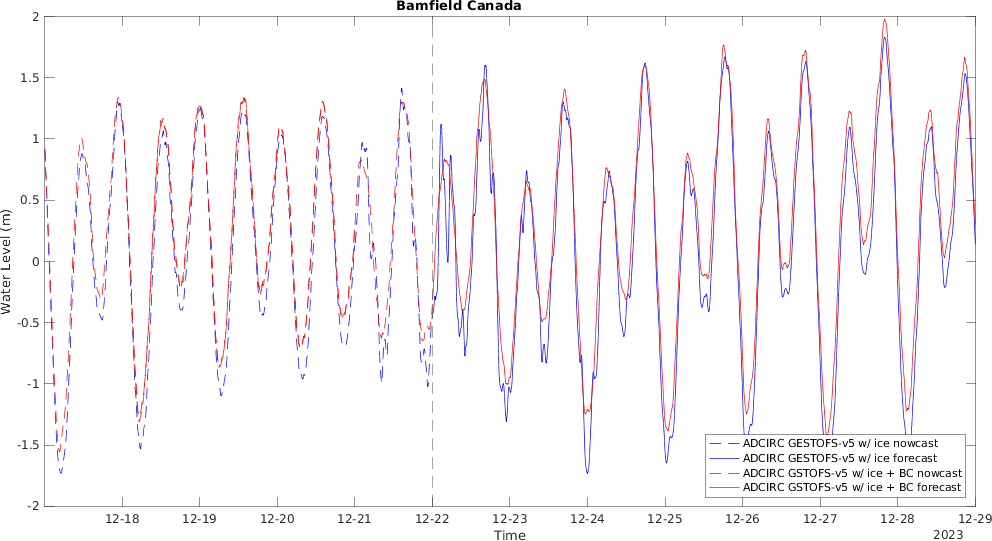 Bamfield Canada
Water Level (m)
2
1.5
1
0.5
0
-0.5
-1
-1.5
-2
ADCIRC GESTOFS-v5 w/ ice nowcast
ADCIRC GESTOFS-v5 w/ ice forecast
ADCIRC GSTOFS-v5 w/ ice + BC nowcast
ADCIRC GSTOFS-v5 w/ ice + BC forecast
12-18 12-19 12-20 12-21 12-22 12-23 12-24 12-25 12-26 12-27 12-28 12-29
Time
2023